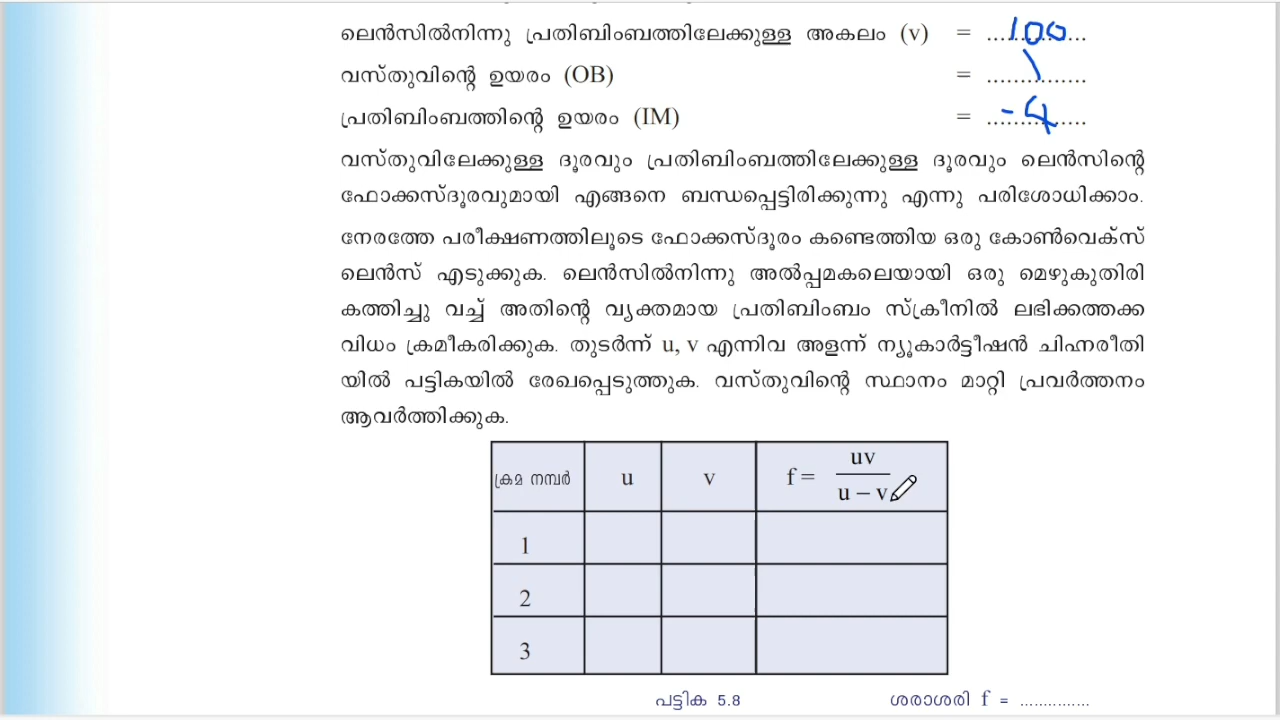 ലെൻസിൽനിന്നു പ്രതിബിംബത്തിലേക്കുള്ള അകലം (v) = ...............100
വസ്തുവിന്റെ ഉയരം (OB) = ...............1
പ്രതിബിംബത്തിന്റെ ഉയരം (IM) = ...............-4
വസ്തുവിലേക്കുള്ള ദൂരവും പ്രതിബിംബത്തിലേക്കുള്ള ദൂരവും ലെൻസിന്റെ
ഫോക്കസ്ദൂരവുമായി എങ്ങനെ ബന്ധപ്പെട്ടിരിക്കുന്നു എന്നു പരിശോധിക്കാം.
നേരത്തേ പരീക്ഷണത്തിലൂടെ ഫോക്കസ്ദൂരം കണ്ടെത്തിയ ഒരു കോൺവെക്സ്
ലെൻസ് എടുക്കുക. ലെൻസിൽനിന്നു അൽപ്പമകലെയായി ഒരു മെഴുകുതിരി
കത്തിച്ചു വച്ച് അതിന്റെ വ്യക്തമായ പ്രതിബിംബം സ്ക്രീനിൽ ലഭിക്കത്തക്ക
വിധം ക്രമീകരിക്കുക. തുടർന്ന് u, v എന്നിവ അളന്ന് ന്യൂകാർട്ടീഷൻ ചിഹ്നരീതി
യിൽ പട്ടികയിൽ രേഖപ്പെടുത്തുക. വസ്തുവിന്റെ സ്ഥാനം മാറ്റി പ്രവർത്തനം
ആവർത്തിക്കുക.
ക്രമ നമ്പർ u v f = uv / u – v
1
2
3
പട്ടിക 5.8 ശരാശരി f = ...............